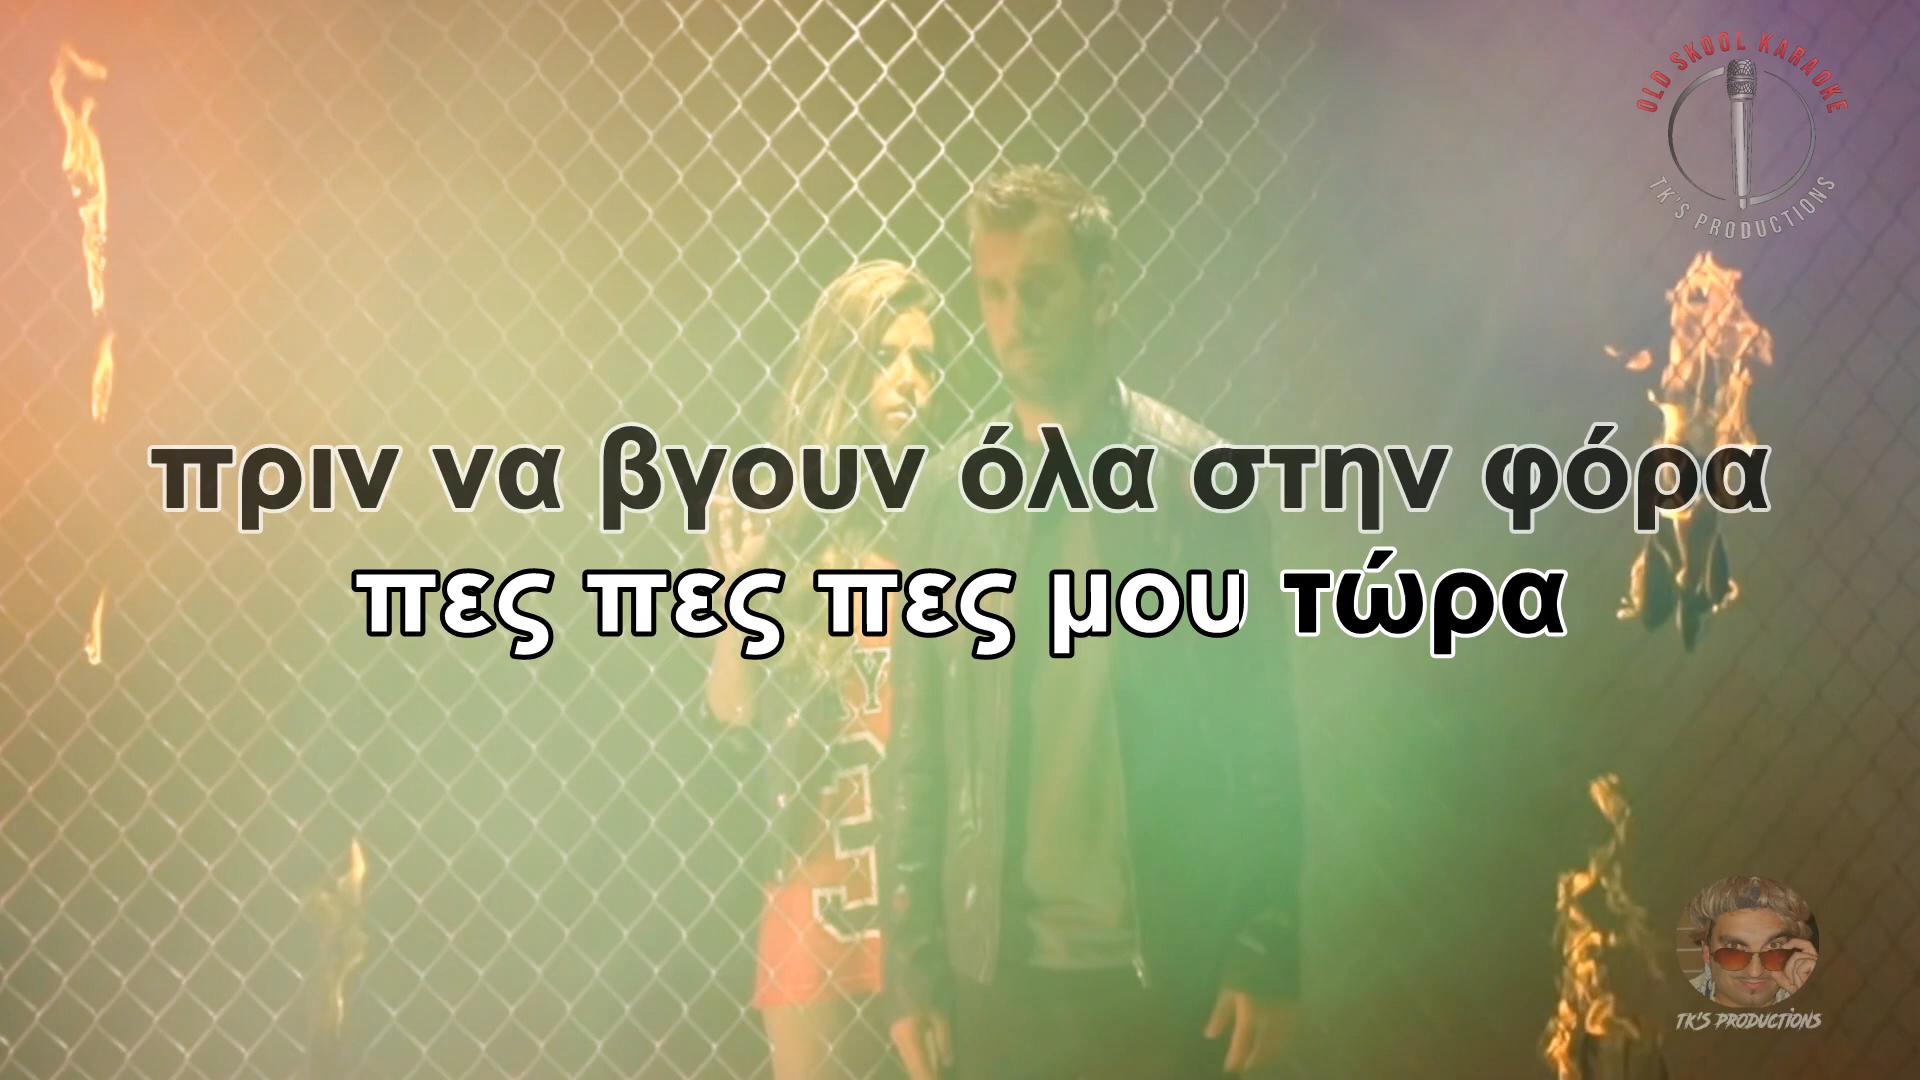 OLD SKOOL KARAOKE
TK'S PRODUCTIONS
πριν να βγουν όλα στην φόρα
πες πες πες μου τώρα
TK'S PRODUCTIONS